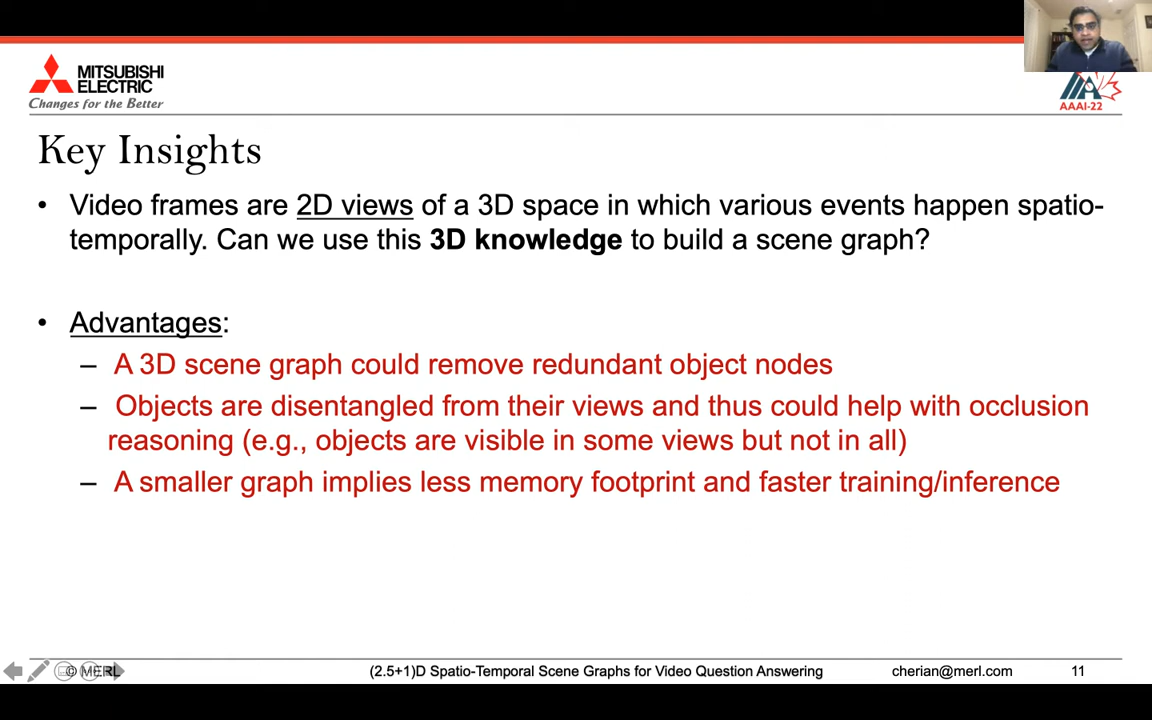 MITSUBISHI
ELECTRIC
Changes for the Better
AAAI-22
Key Insights
• Video frames are 2D views of a 3D space in which various events happen spatio-
temporally. Can we use this 3D knowledge to build a scene graph?
• Advantages:
– A 3D scene graph could remove redundant object nodes
– Objects are disentangled from their views and thus could help with occlusion
reasoning (e.g., objects are visible in some views but not in all)
– A smaller graph implies less memory footprint and faster training/inference
© MERL
(2.5+1)D Spatio-Temporal Scene Graphs for Video Question Answering
cherian@merl.com
11